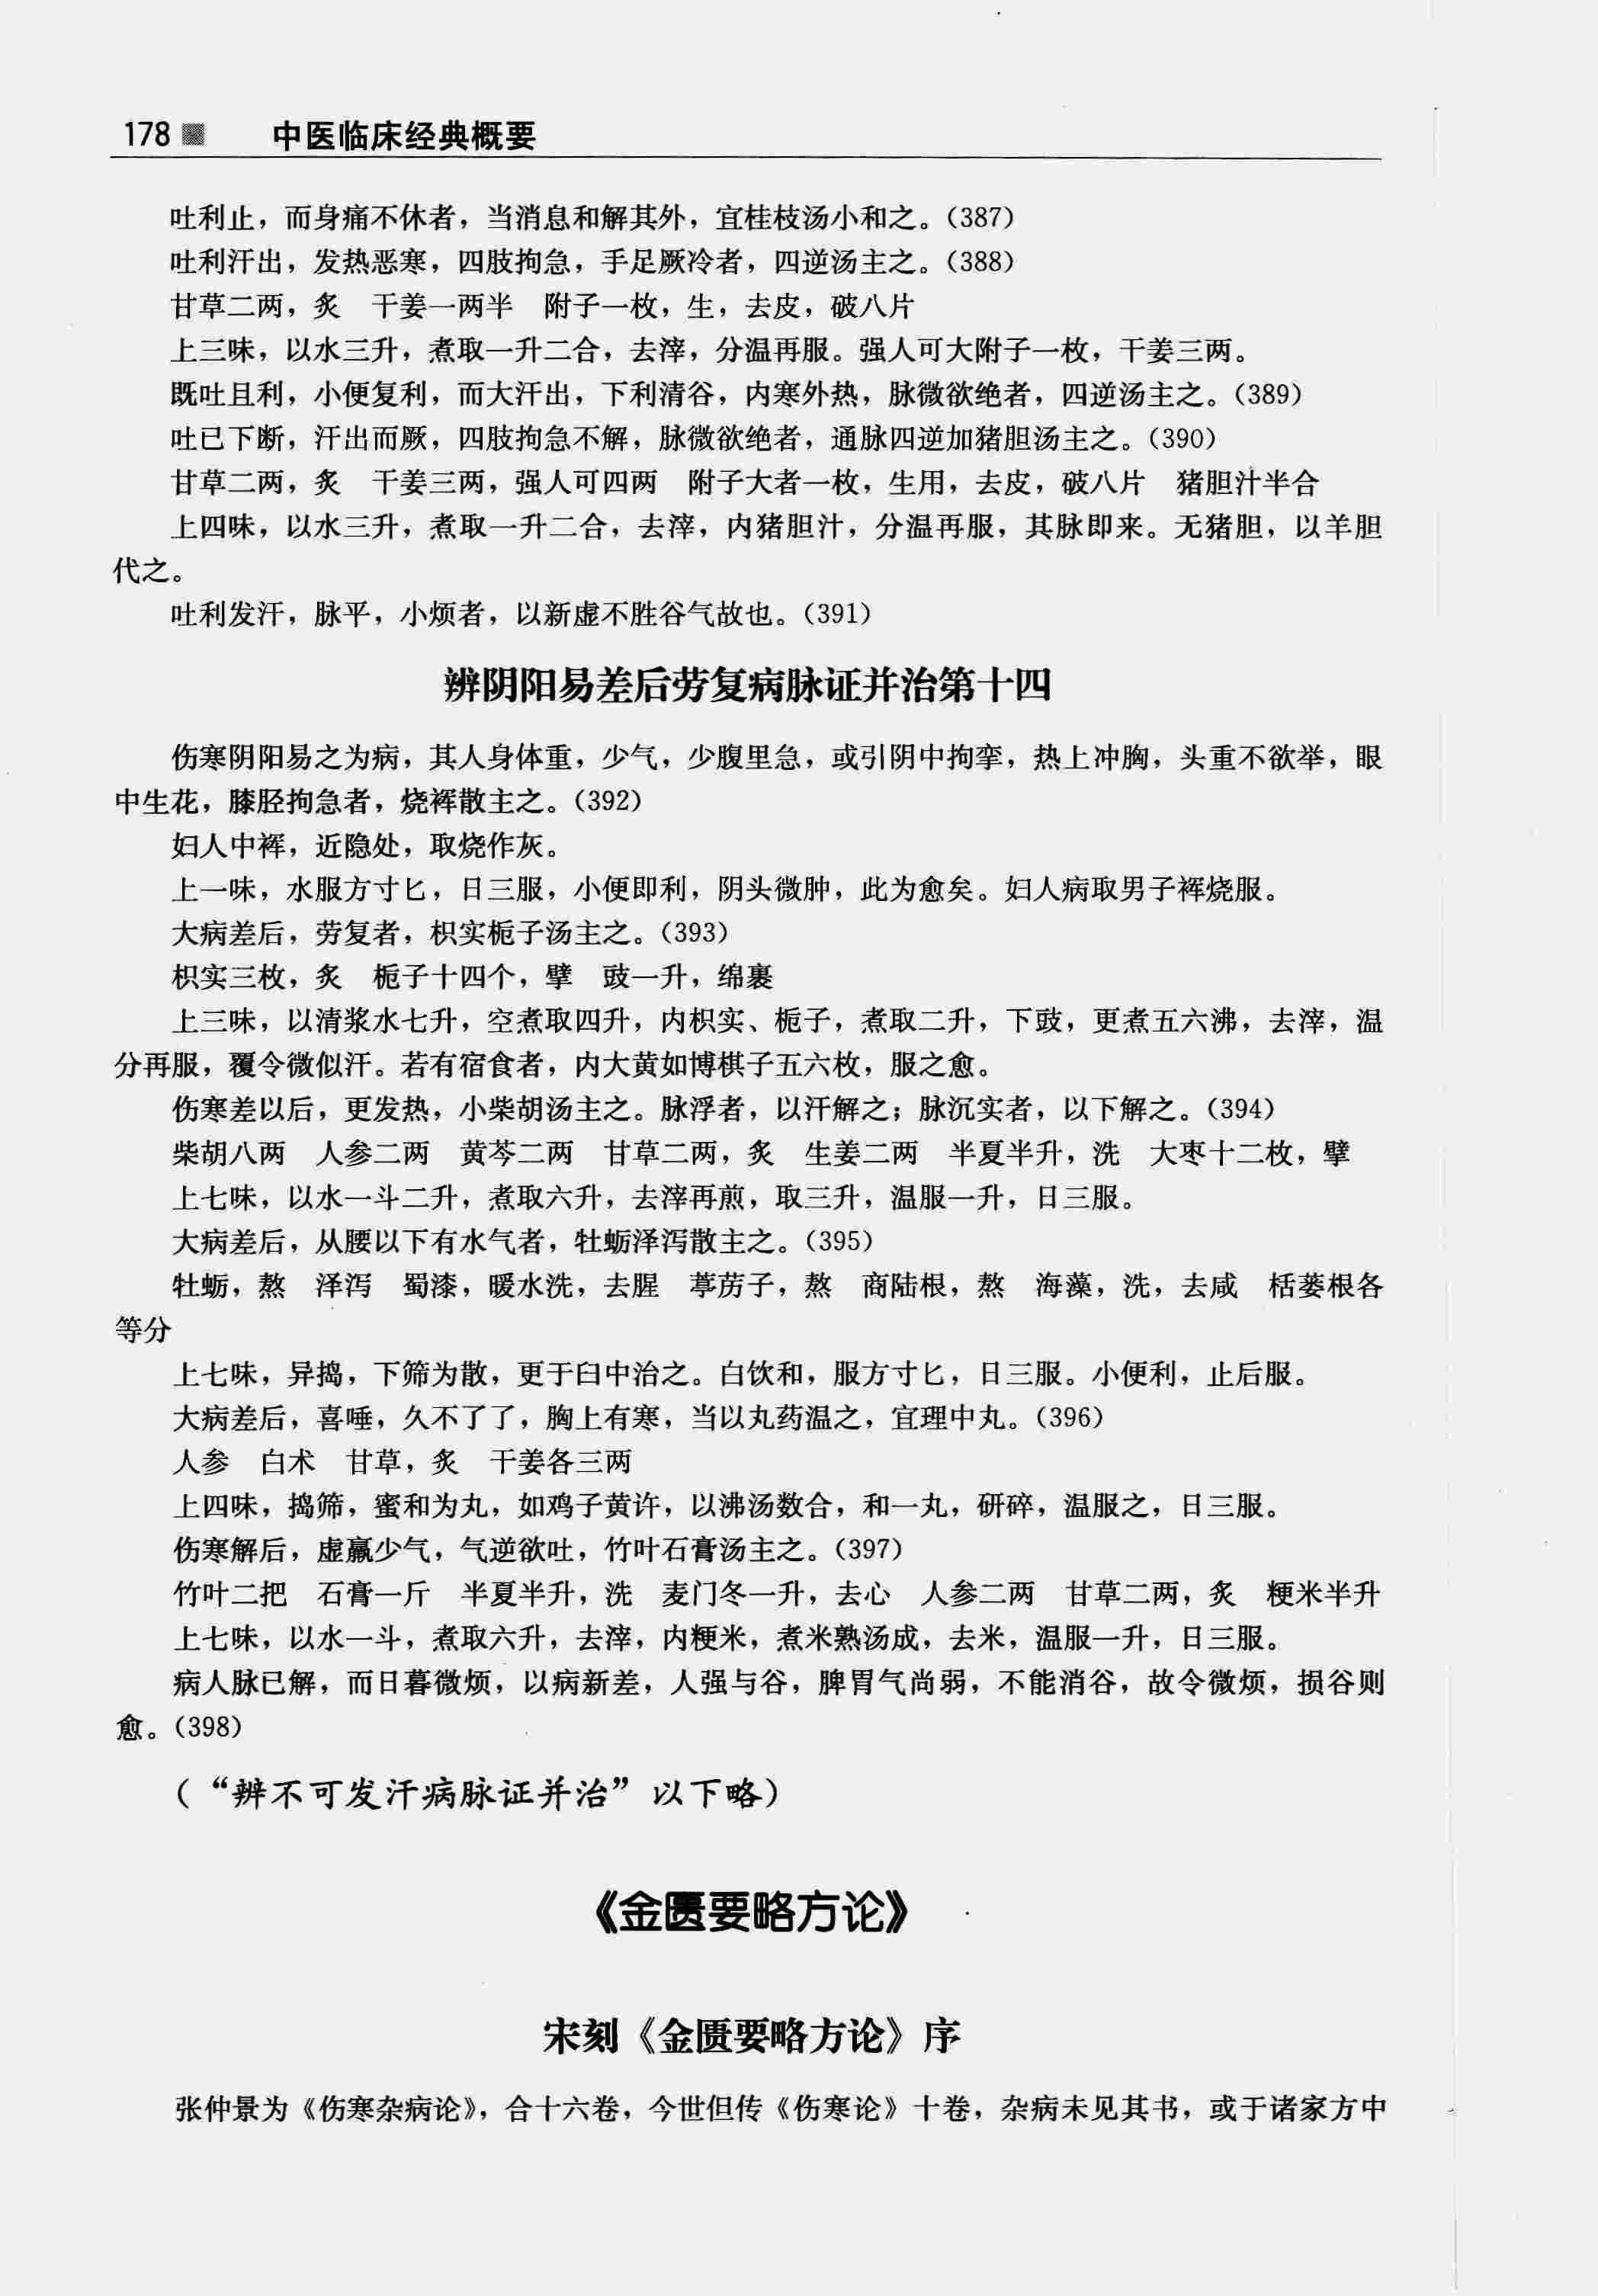 178 中医临床经典概要
吐利止，而身痛不休者，当消息和解其外，宜桂枝汤小和之。（387）
吐利汗出，发热恶寒，四肢拘急，手足厥冷者，四逆汤主之。（388）
甘草二两，炙　干姜一两半　附子一枚，生，去皮，破八片
上三味，以水三升，煮取一升二合，去滓，分温再服。强人可大附子一枚，干姜三两。
既吐且利，小便复利，而大汗出，下利清谷，内寒外热，脉微欲绝者，四逆汤主之。（389）
吐已下断，汗出而厥，四肢拘急不解，脉微欲绝者，通脉四逆加猪胆汤主之。（390）
甘草二两，炙　干姜三两，强人可四两　附子大者一枚，生用，去皮，破八片　猪胆汁半合
上四味，以水三升，煮取一升二合，去滓，内猪胆汁，分温再服，其脉即来。无猪胆，以羊胆
代之。
吐利发汗，脉平，小烦者，以新虚不胜谷气故也。（391）
辨阴阳易差后劳复病脉证并治第十四
伤寒阴阳易之为病，其人身体重，少气，少腹里急，或引阴中拘挛，热上冲胸，头重不欲举，眼
中生花，膝胫拘急者，烧裈散主之。（392）
妇人中裈，近隐处，取烧作灰。
上一味，水服方寸匕，日三服，小便即利，阴头微肿，此为愈矣。妇人病取男子裈烧服。
大病差后，劳复者，枳实栀子汤主之。（393）
枳实三枚，炙　栀子十四个，擘　豉一升，绵裹
上三味，以清浆水七升，空煮取四升，内枳实、栀子，煮取二升，下豉，更煮五六沸，去滓，温
分再服，覆令微似汗。若有宿食者，内大黄如博棋子五六枚，服之愈。
伤寒差以后，更发热，小柴胡汤主之。脉浮者，以汗解之；脉沉实者，以下解之。（394）
柴胡八两　人参二两　黄芩二两　甘草二两，炙　生姜二两　半夏半升，洗　大枣十二枚，擘
上七味，以水一斗二升，煮取六升，去滓再煎，取三升，温服一升，日三服。
大病差后，从腰以下有水气者，牡蛎泽泻散主之。（395）
牡蛎，熬　泽泻　蜀漆，暖水洗，去腥　葶苈子，熬　商陆根，熬　海藻，洗，去咸　栝蒌根各
等分
上七味，异捣，下筛为散，更于臼中治之。白饮和，服方寸匕，日三服。小便利，止后服。
大病差后，喜唾，久不了了，胸上有寒，当以丸药温之，宜理中丸。（396）
人参　白术　甘草，炙　干姜各三两
上四味，捣筛，蜜和为丸，如鸡子黄许，以沸汤数合，和一丸，研碎，温服之，日三服。
伤寒解后，虚羸少气，气逆欲吐，竹叶石膏汤主之。（397）
竹叶二把　石膏一斤　半夏半升，洗　麦门冬一升，去心　人参二两　甘草二两，炙　粳米半升
上七味，以水一斗，煮取六升，去滓，内粳米，煮米熟汤成，去米，温服一升，日三服。
病人脉已解，而日暮微烦，以病新差，人强与谷，脾胃气尚弱，不能消谷，故令微烦，损谷则
愈。（398）
（“辨不可发汗病脉证并治”以下略）
《金匮要略方论》
宋刻《金匮要略方论》序
张仲景为《伤寒杂病论》，合十六卷，今世但传《伤寒论》十卷，杂病未见其书，或于诸家方中